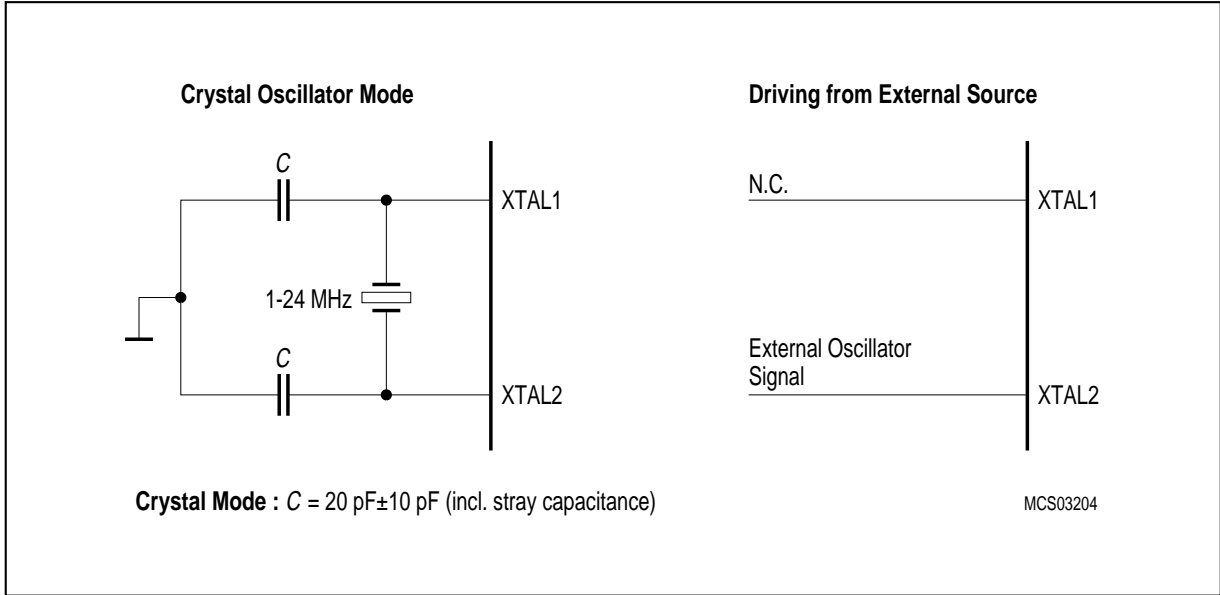 Crystal Oscillator Mode
C
XTAL1
1-24 MHz
C
XTAL2
Driving from External Source
N.C.
XTAL1
External Oscillator
Signal
XTAL2
Crystal Mode : C = 20 pF±10 pF (incl. stray capacitance)
MCS03204